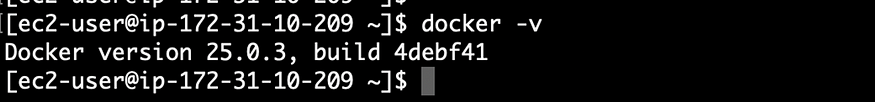 [ec2-user@ip-172-31-10-209 ~]$ docker -v
Docker version 25.0.3, build 4debf41
[ec2-user@ip-172-31-10-209 ~]$